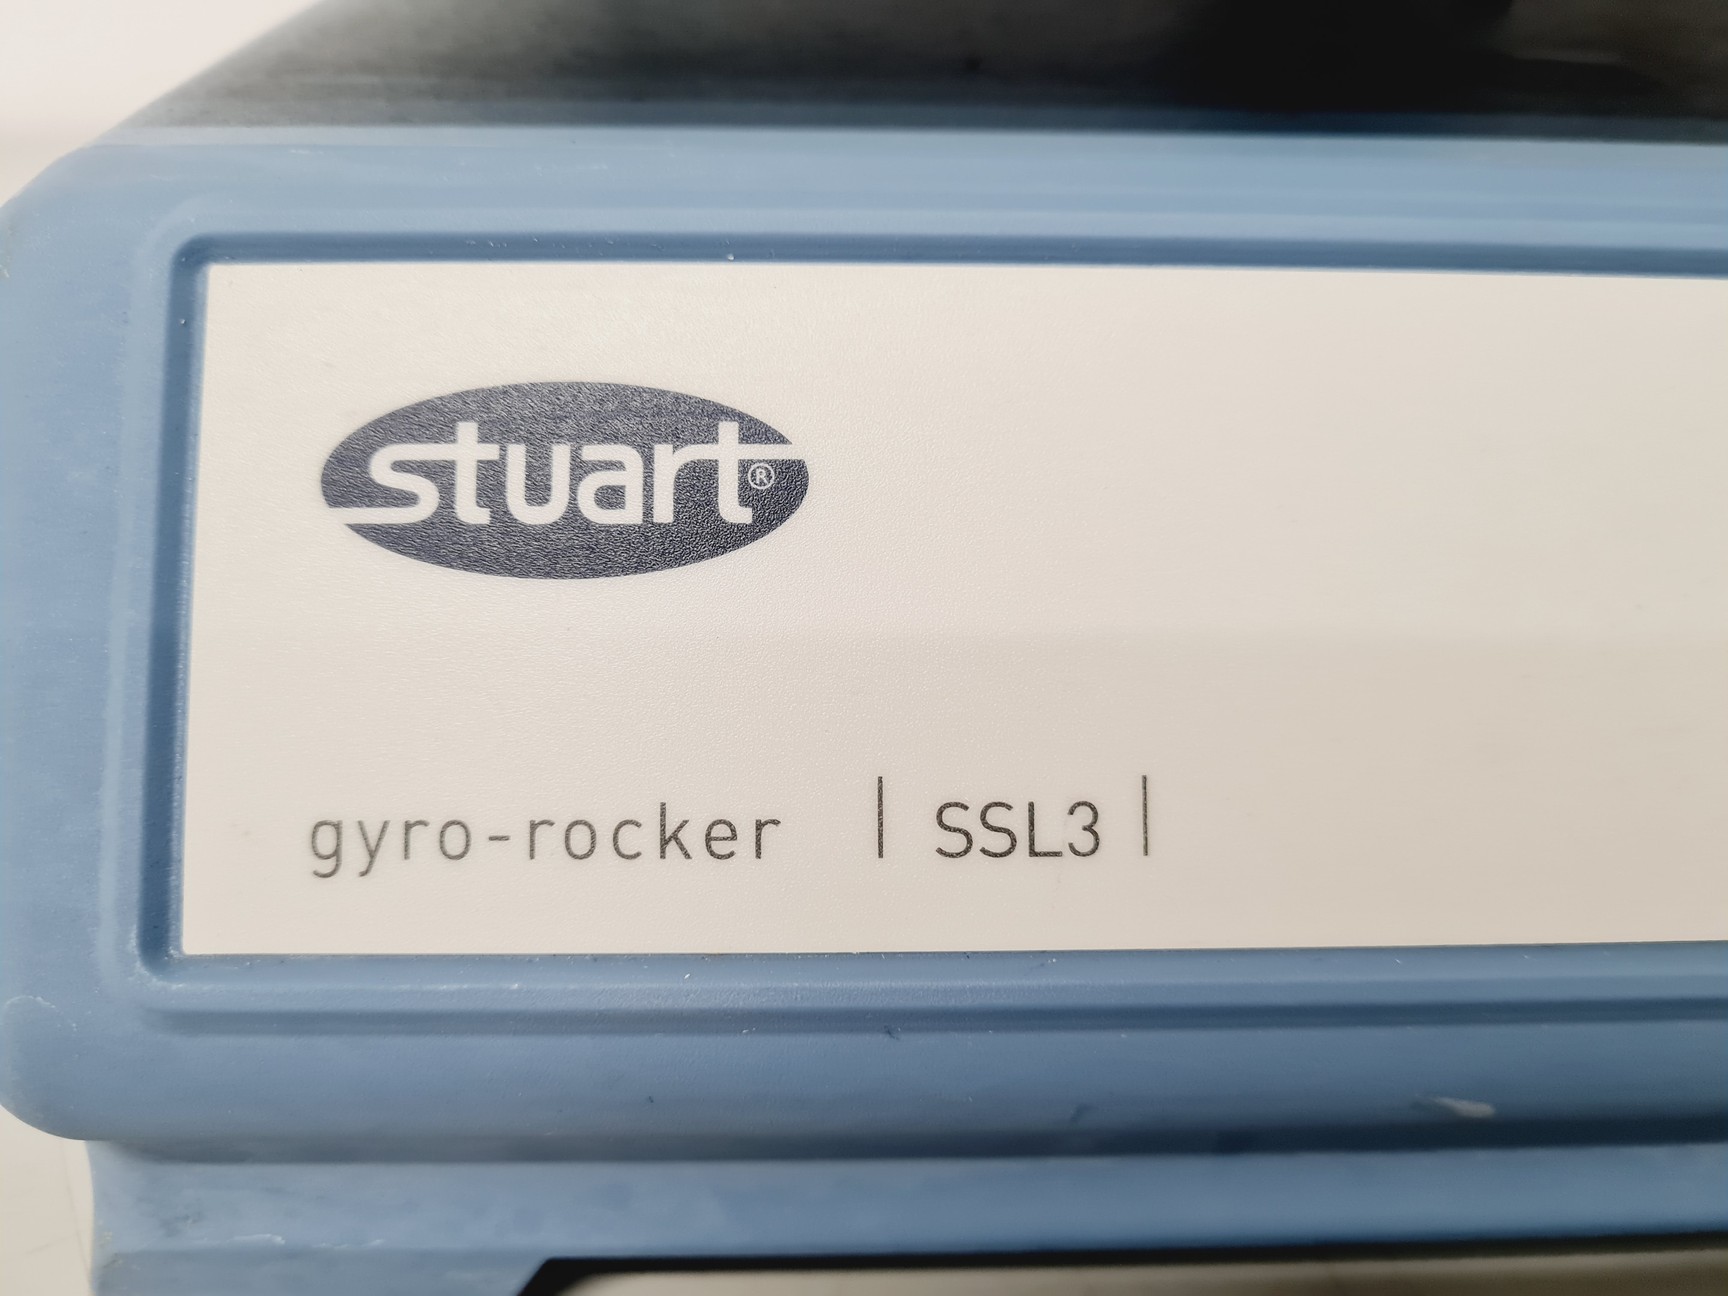 stuart®
gyro-rocker | SSL3 |